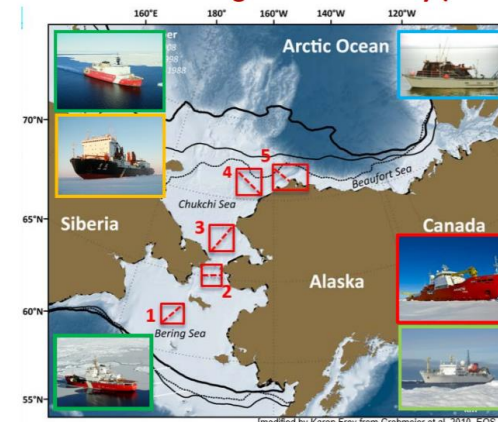 160°E 180° 160°W 140°W 120°W
Arctic Ocean
1988
70°N
5
4
Beaufort Sea
Chukchi Sea
65°N
Siberia
3
Canada
2
Alaska
60°N
1
Bering Sea
55°N
[modified by Karen Frey from Grebmeier et al. 2010, EOS